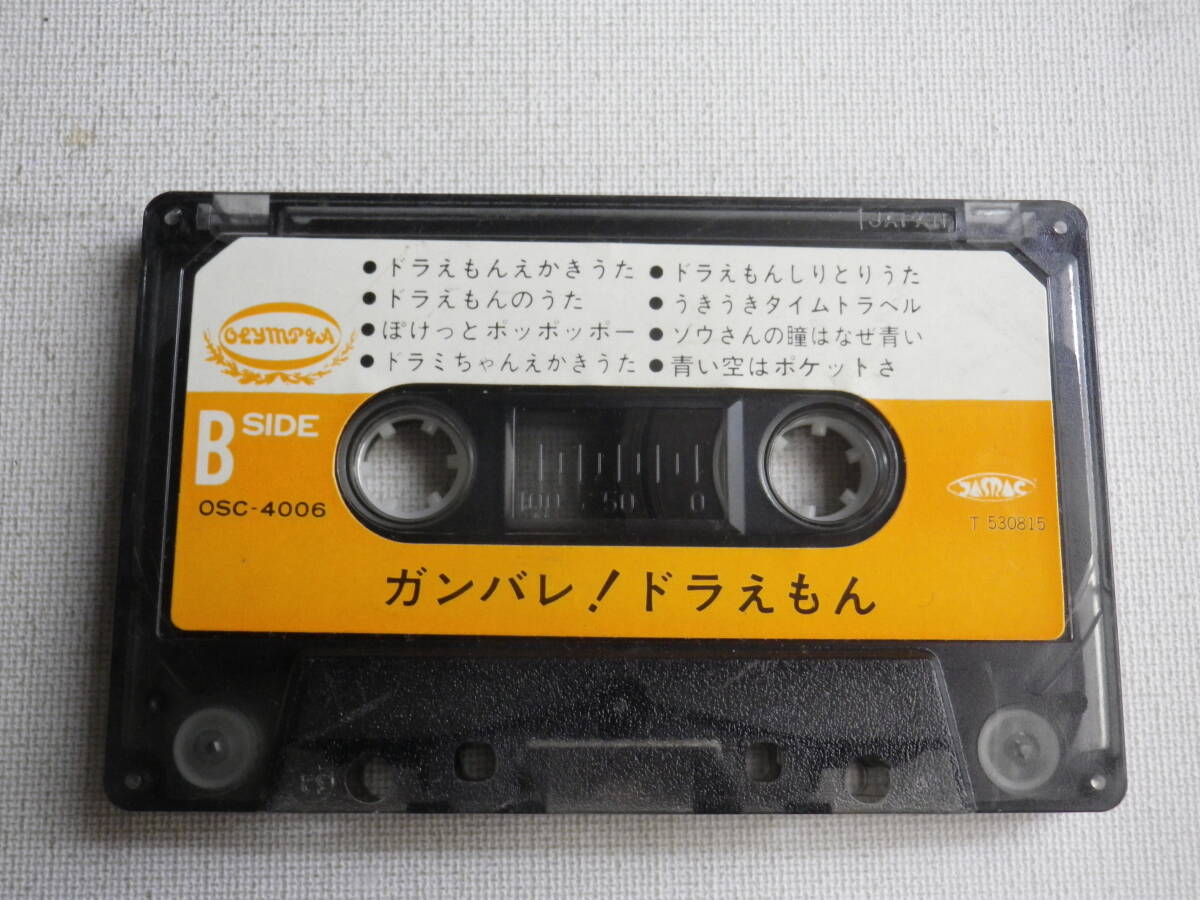 JAPAN
● ドラえもんえかきうた
● ドラえもんのうた
● ぽけっとポッポッポー
● ドラミちゃんえかきうた
● ドラえもんしりとりうた
● うきうきタイムトラベル
● ゾウさんの瞳はなぜ青い
● 青い空はポケットさ
OLYMPIA
B SIDE
OSC-4006
100 50 0
JASRAC
T 530815
ガンバレ!ドラえもん